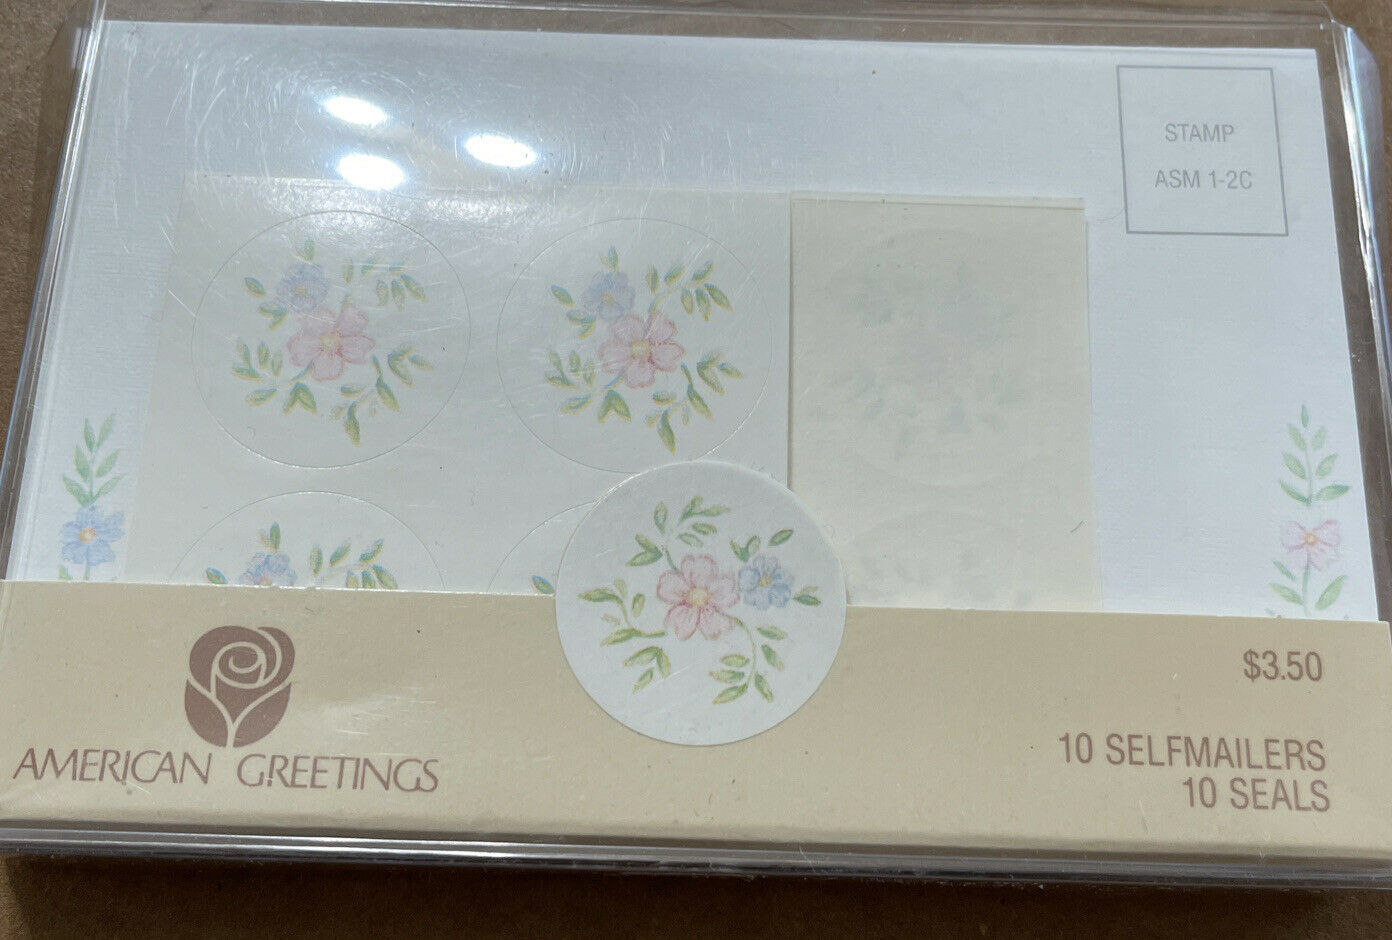 STAMP
ASM 1-2C
$3.50
AMERICAN GREETINGS
10 SELFMAILERS
10 SEALS